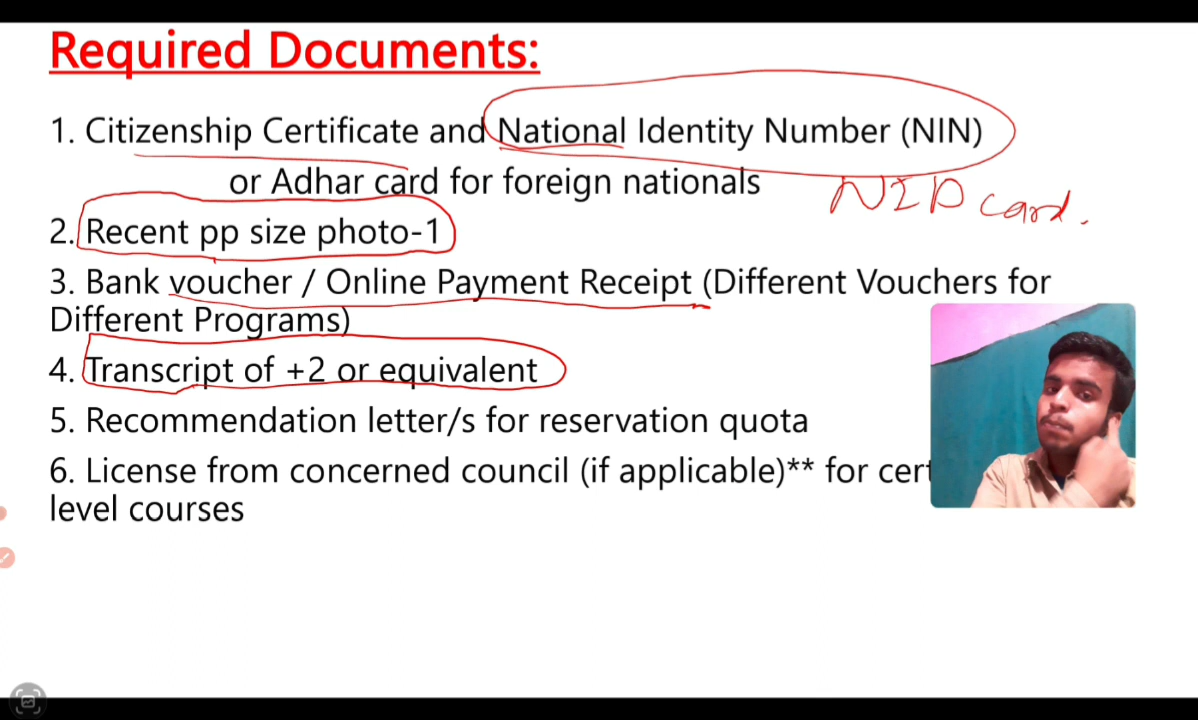 Required Documents:
1. Citizenship Certificate and National Identity Number (NIN)
or Adhar card for foreign nationals
NID card.
2. Recent pp size photo-1
3. Bank voucher / Online Payment Receipt (Different Vouchers for
Different Programs)
4. Transcript of +2 or equivalent
5. Recommendation letter/s for reservation quota
6. License from concerned council (if applicable)** for cert
level courses